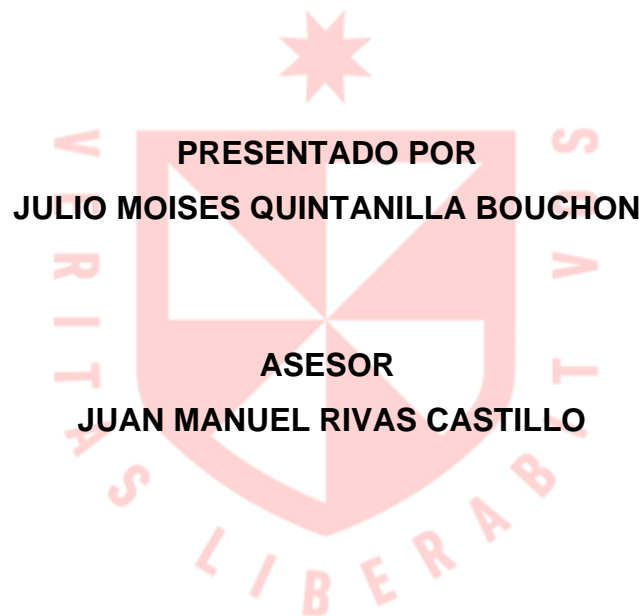 PRESENTADO POR
JULIO MOISES QUINTANILLA BOUCHON
ASESOR
JUAN MANUEL RIVAS CASTILLO
VERITAS LIBERABIT VOS